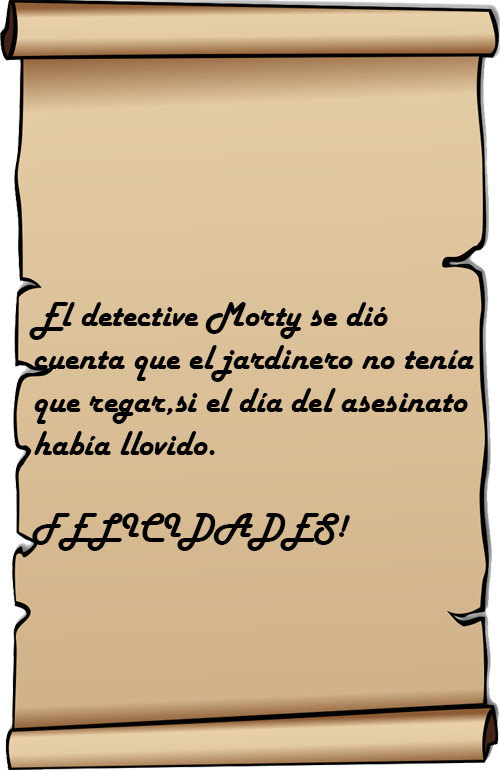 El detective Morty se dió
cuenta que el jardinero no tenía
que regar,si el día del asesinato
había llovido.
FELICIDADES!